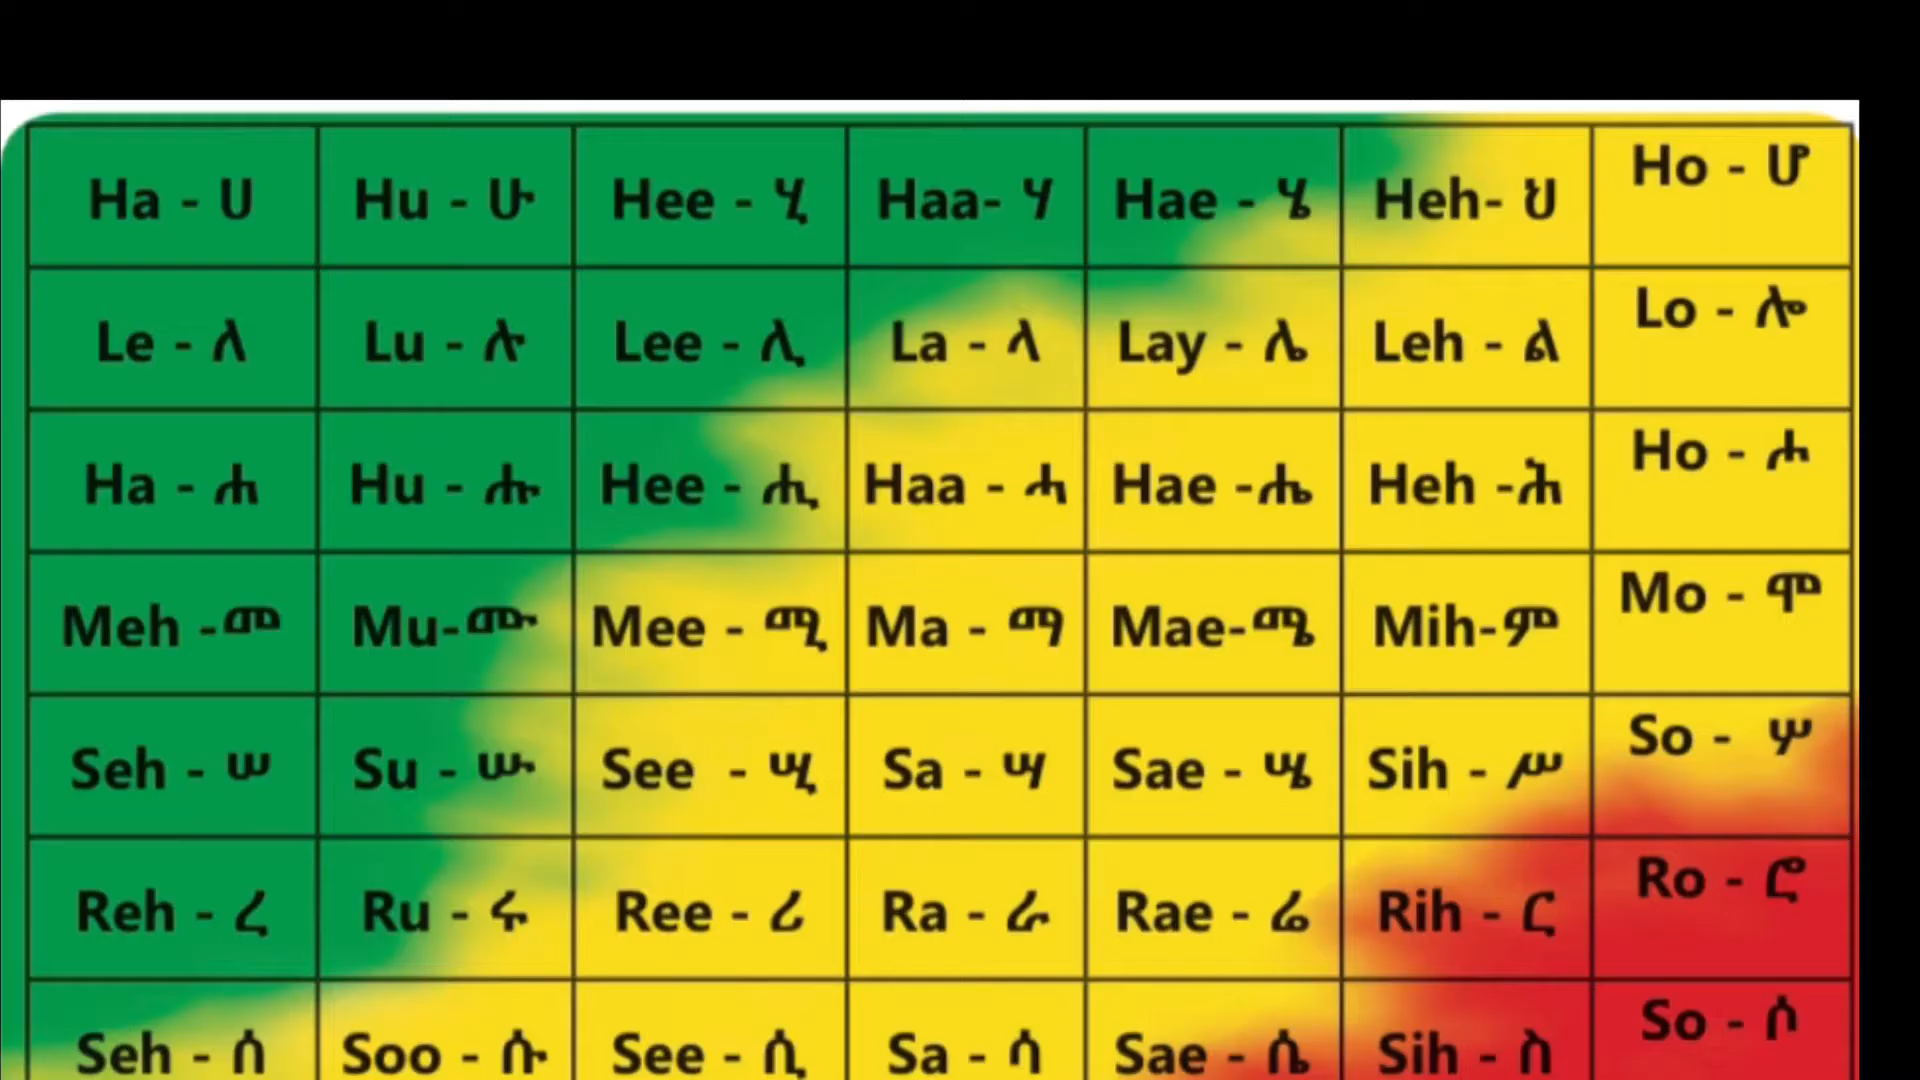 Ha - ሀ Hu - ሁ Hee - ሂ Haa- ሃ Hae - ሄ Heh- ህ Ho - ሆ
Le - ለ Lu - ሉ Lee - ሊ La - ላ Lay - ሌ Leh - ል Lo - ሎ
Ha - ሐ Hu - ሑ Hee - ሒ Haa - ሓ Hae -ሔ Heh -ሕ Ho - ሖ
Meh -መ Mu-ሙ Mee - ሚ Ma - ማ Mae-ሜ Mih-ም Mo - ሞ
Seh - ሠ Su - ሡ See - ሢ Sa - ሣ Sae - ሤ Sih - ሥ So - ሦ
Reh - ረ Ru - ሩ Ree - ሪ Ra - ራ Rae - ሬ Rih - ር Ro - ሮ
Seh - ሰ Soo - ሱ See - ሲ Sa - ሳ Sae - ሴ Sih - ስ So - ሶ